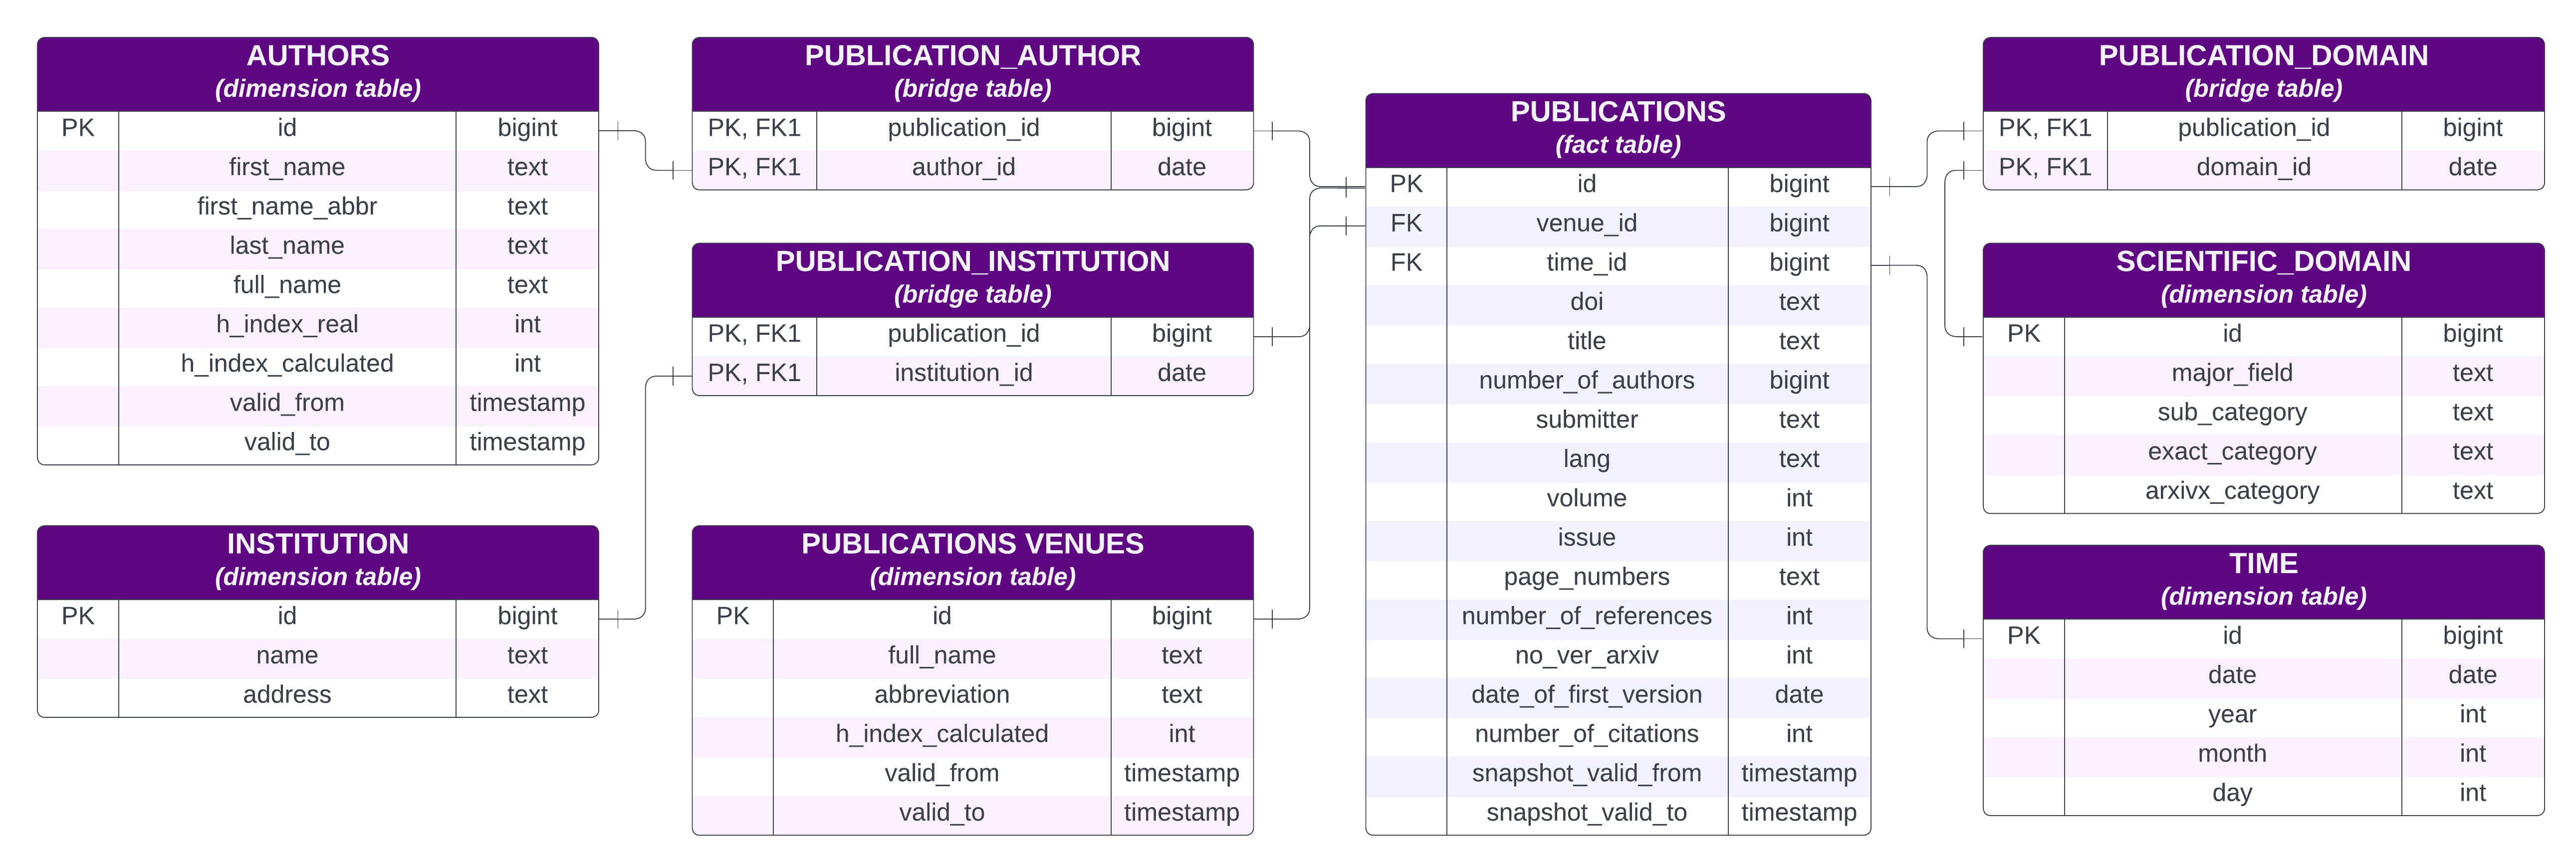 AUTHORS
(dimension table)
PK id bigint
first_name text
first_name_abbr text
last_name text
full_name text
h_index_real int
h_index_calculated int
valid_from timestamp
valid_to timestamp
INSTITUTION
(dimension table)
PK id bigint
name text
address text
PUBLICATION_AUTHOR
(bridge table)
PK, FK1 publication_id bigint
PK, FK1 author_id date
PUBLICATION_INSTITUTION
(bridge table)
PK, FK1 publication_id bigint
PK, FK1 institution_id date
PUBLICATIONS VENUES
(dimension table)
PK id bigint
full_name text
abbreviation text
h_index_calculated int
valid_from timestamp
valid_to timestamp
PUBLICATIONS
(fact table)
PK id bigint
FK venue_id bigint
FK time_id bigint
doi text
title text
number_of_authors bigint
submitter text
lang text
volume int
issue int
page_numbers text
number_of_references int
no_ver_arxiv int
date_of_first_version date
number_of_citations int
snapshot_valid_from timestamp
snapshot_valid_to timestamp
PUBLICATION_DOMAIN
(bridge table)
PK, FK1 publication_id bigint
PK, FK1 domain_id date
SCIENTIFIC_DOMAIN
(dimension table)
PK id bigint
major_field text
sub_category text
exact_category text
arxivx_category text
TIME
(dimension table)
PK id bigint
date date
year int
month int
day int